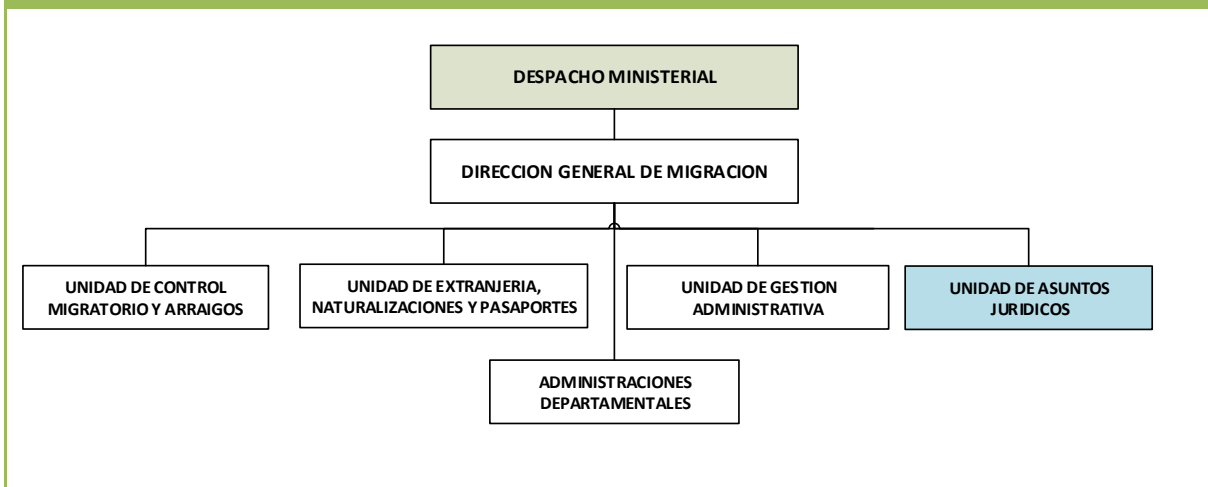 DESPACHO MINISTERIAL
DIRECCION GENERAL DE MIGRACION
UNIDAD DE CONTROL
MIGRATORIO Y ARRAIGOS
UNIDAD DE EXTRANJERIA,
NATURALIZACIONES Y PASAPORTES
UNIDAD DE GESTION
ADMINISTRATIVA
UNIDAD DE ASUNTOS
JURIDICOS
ADMINISTRACIONES
DEPARTAMENTALES